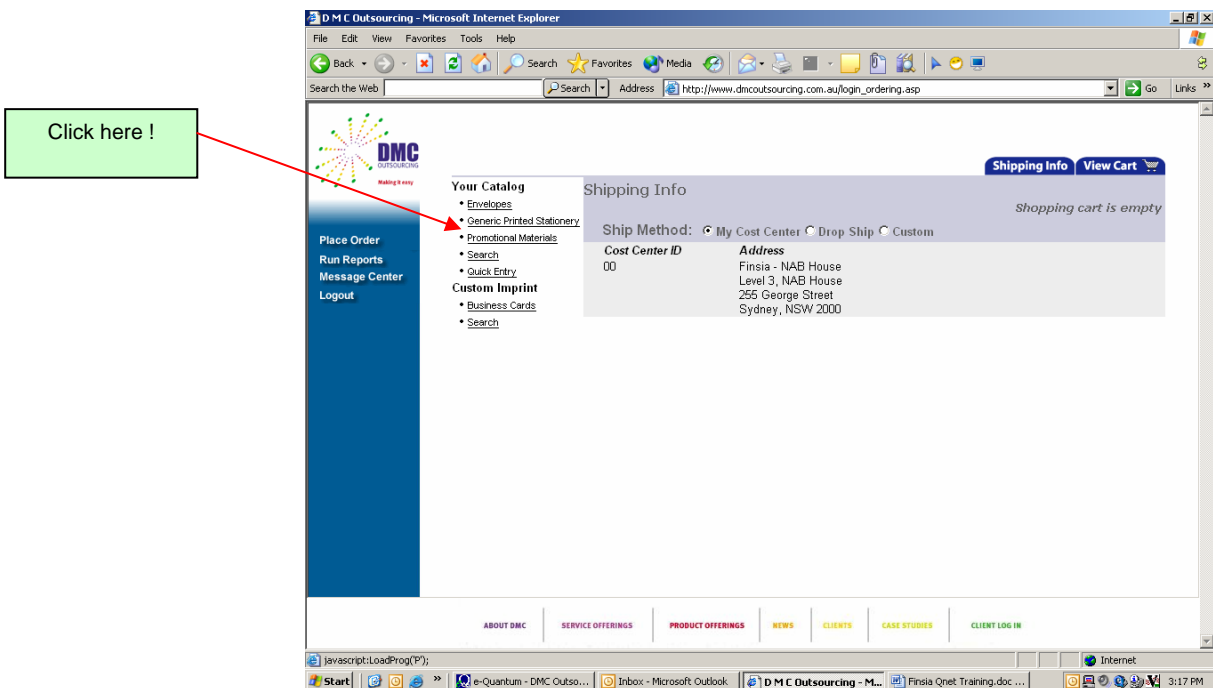 D M C Outsourcing - Microsoft Internet Explorer
File Edit View Favorites Tools Help
Back Search Favorites Media
Search the Web Search Address http://www.dmcoutsourcing.com.au/login_ordering.asp Go Links »
Click here !
DMC
OUTSOURCING
Making it easy
Shipping Info View Cart
Your Catalog
• Envelopes
• Generic Printed Stationery
• Promotional Materials
• Search
• Quick Entry
Custom Imprint
• Business Cards
• Search
Shipping Info
Shopping cart is empty
Ship Method: My Cost Center Drop Ship Custom
Cost Center ID Address
00 Finsia - NAB House
Level 3, NAB House
255 George Street
Sydney, NSW 2000
Place Order
Run Reports
Message Center
Logout
ABOUT DMC SERVICE OFFERINGS PRODUCT OFFERINGS NEWS CLIENTS CASE STUDIES CLIENT LOG IN
javascript:LoadProg('P'); Internet
Start » e-Quantum - DMC Outso... Inbox - Microsoft Outlook D M C Outsourcing - M... Finsia Qnet Training.doc ... 3:17 PM